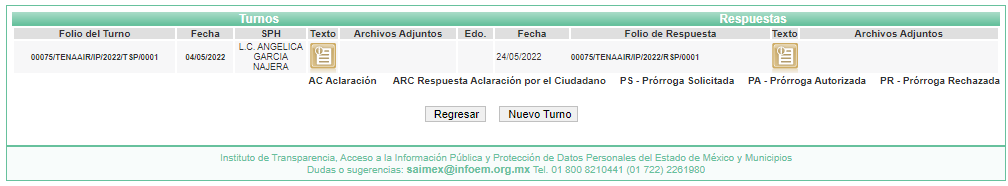 Turnos Respuestas
Folio del Turno Fecha SPH Texto Archivos Adjuntos Edo. Fecha Folio de Respuesta Texto Archivos Adjuntos
00075/TENAAIR/IP/2022/TSP/0001 04/05/2022 L.C. ANGELICA GARCIA NAJERA 24/05/2022 00075/TENAAIR/IP/2022/RSP/0001
AC Aclaración ARC Respuesta Aclaración por el Ciudadano PS - Prórroga Solicitada PA - Prórroga Autorizada PR - Prórroga Rechazada
Regresar Nuevo Turno
Instituto de Transparencia, Acceso a la Información Pública y Protección de Datos Personales del Estado de México y Municipios
Dudas o sugerencias: saimex@infoem.org.mx Tel. 01 800 8210441 (01 722) 2261980